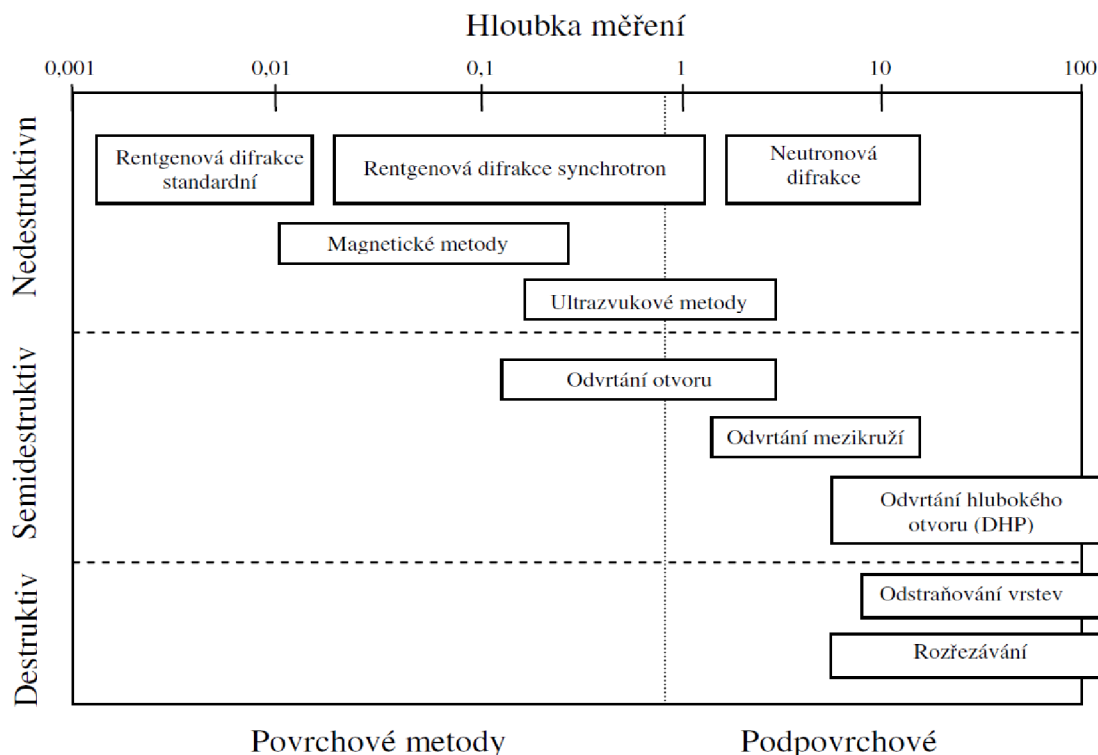 Hloubka měření
0,001 0,01 0,1 1 10 100
Nedestruktivn
Rentgenová difrakce
standardní
Rentgenová difrakce synchrotron
Neutronová
difrakce
Magnetické metody
Ultrazvukové metody
Semidestruktiv
Odvrtání otvoru
Odvrtání mezikruží
Odvrtání hlubokého
otvoru (DHP)
Destruktiv
Odstraňování vrstev
Rozřezávání
Povrchové metody
Podpovrchové